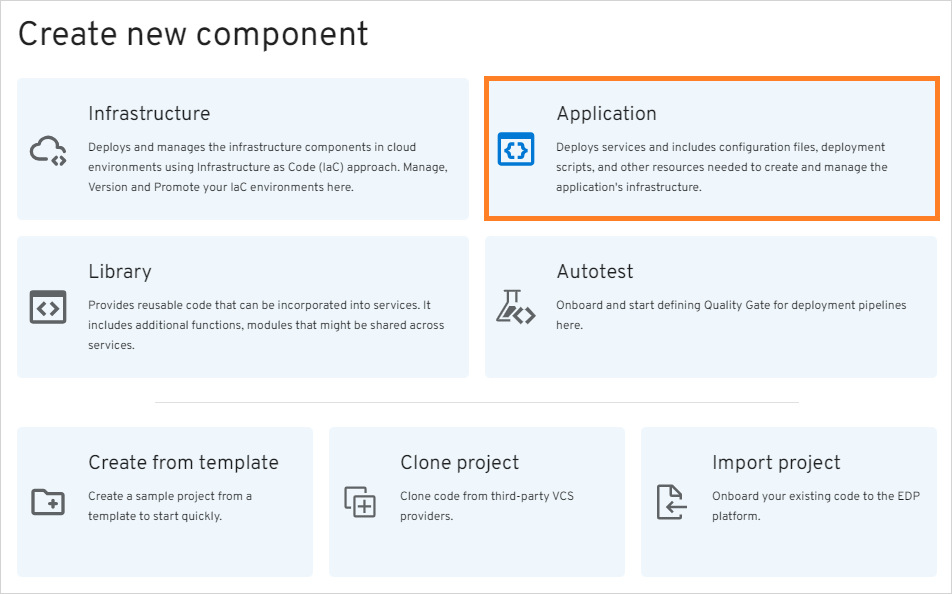 Create new component
Infrastructure
Deploys and manages the infrastructure components in cloud
environments using Infrastructure as Code (IaC) approach. Manage,
Version and Promote your IaC environments here.
Application
Deploys services and includes configuration files, deployment
scripts, and other resources needed to create and manage the
application's infrastructure.
Library
Provides reusable code that can be incorporated into services. It
includes additional functions, modules that might be shared across
services.
Autotest
Onboard and start defining Quality Gate for deployment pipelines
here.
Create from template
Create a sample project from a
template to start quickly.
Clone project
Clone code from third-party VCS
providers.
Import project
Onboard your existing code to the EDP
platform.